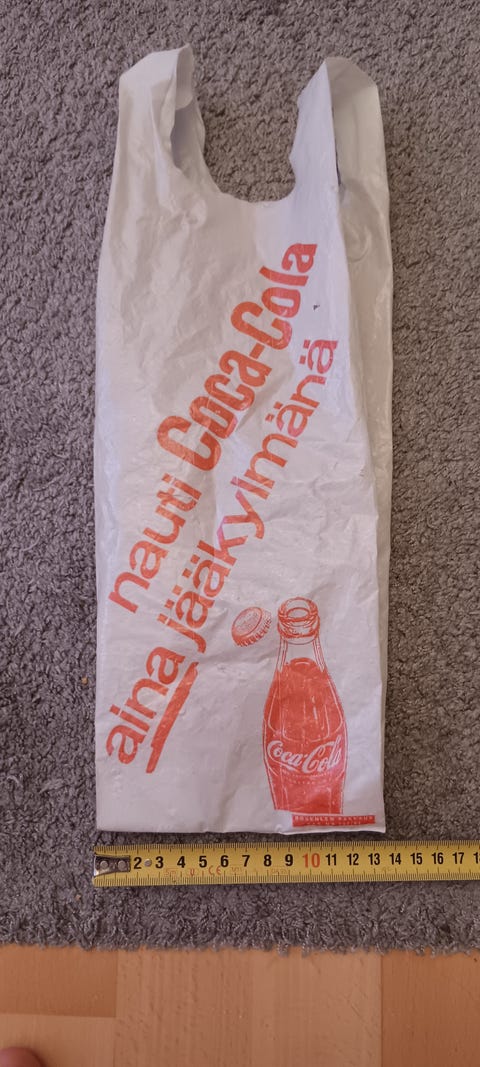 nauti Coca-Cola
aina jääkylmänä
Coca-Cola
2 3 4 5 6 7 8 9 10 11 12 13 14 15 16 17 18